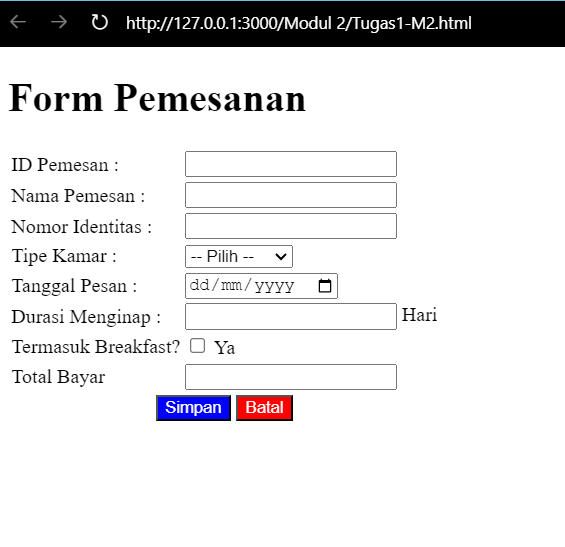 http://127.0.0.1:3000/Modul 2/Tugas1-M2.html
Form Pemesanan
ID Pemesan :
Nama Pemesan :
Nomor Identitas :
Tipe Kamar : -- Pilih --
Tanggal Pesan : dd/mm/yyyy
Durasi Menginap : Hari
Termasuk Breakfast? Ya
Total Bayar
Simpan Batal